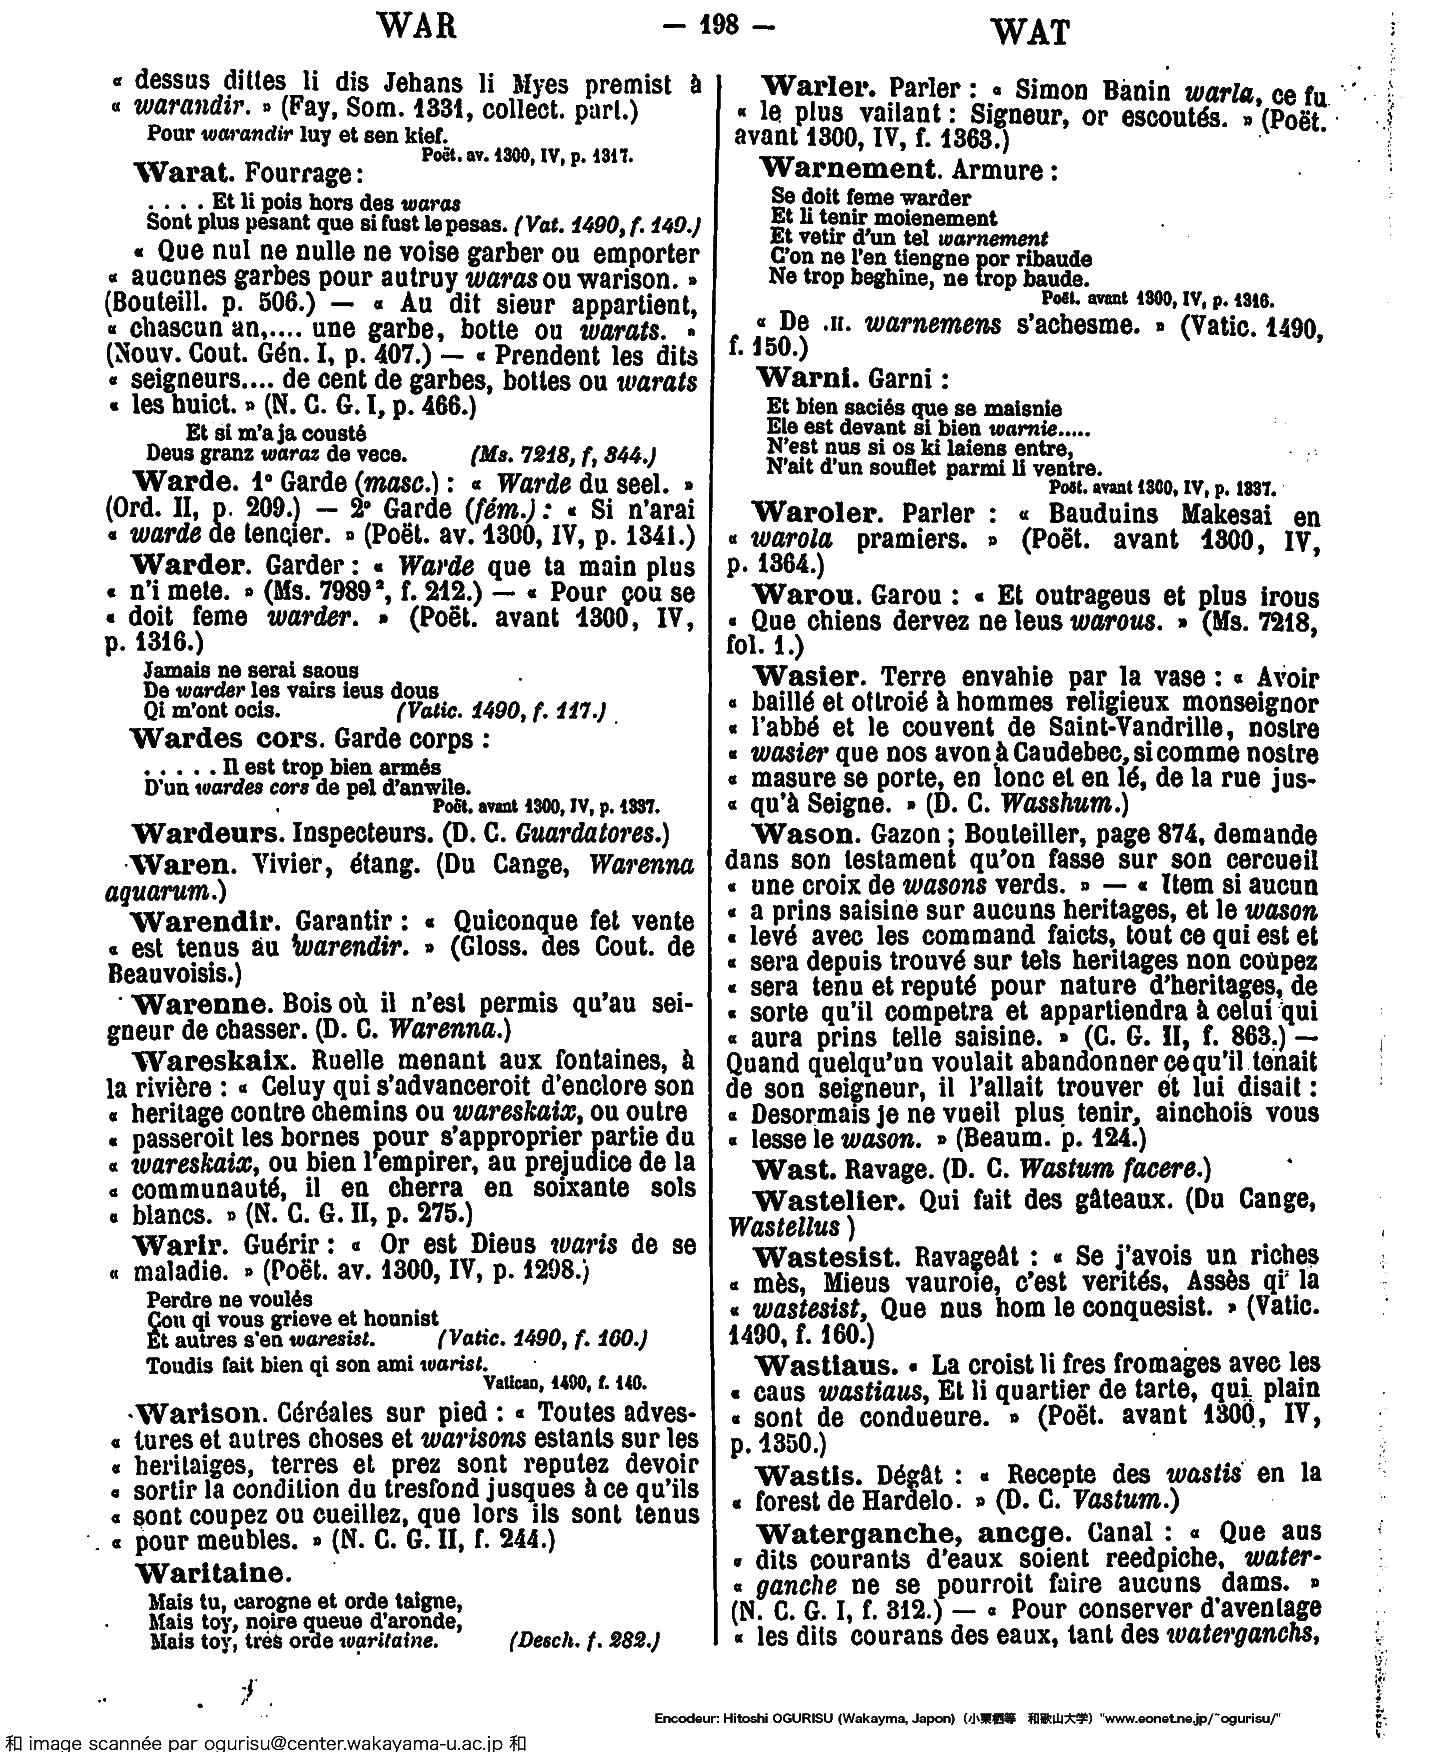 WAR — 198 — WAT
« dessus dittes li dis Jehans li Myes premist à
« warandir. » (Fay, Som. 1331, collect. part.)
Pour warandir luy et sen kief.
Poët. av. 1300, IV, p. 1317.
Warat. Fourrage :
. . . . Et li pois hors des waras
Sont plus pesant que si fust le pesas. (Vat. 1490, f. 149.)
« Que nul ne nulle ne voise garber ou emporter
« aucunes garbes pour autruy waras ou warison. »
(Bouteill. p. 506.) — « Au dit sieur appartient,
« chascun an,.... une garbe, botte ou warats. »
(Nouv. Cout. Gén. I, p. 407.) — « Prendent les dits
« seigneurs.... de cent de garbes, bottes ou warats
« les huict. » (N. C. G. I, p. 466.)
Et si m'a ja cousté
Deus granz waraz de vece. (Ms. 7218, f, 344.)
Warde. 1° Garde (masc.) : « Warde du seel. »
(Ord. II, p. 209.) — 2° Garde (fém.) : « Si n'arai
« warde de tencier. » (Poët. av. 1300, IV, p. 1341.)
Warder. Garder : « Warde que ta main plus
« n'i mete. » (Ms. 7989², f. 212.) — « Pour çou se
« doit feme warder. » (Poët. avant 1300, IV,
p. 1316.)
Jamais ne serai saous
De warder les vairs ieus dous
Qi m'ont ocis. (Vatic. 1490, f. 117.)
Wardes cors. Garde corps :
. . . . . Il est trop bien armés
D'un wardes cors de pel d'anwile.
Poët. avant 1300, IV, p. 1337.
Wardeurs. Inspecteurs. (D. C. Guardatores.)
Waren. Vivier, étang. (Du Cange, Warenna
aquarum.)
Warendir. Garantir : « Quiconque fet vente
« est tenus au warendir. » (Gloss. des Cout. de
Beauvoisis.)
Warenne. Bois où il n'est permis qu'au sei-
gneur de chasser. (D. C. Warenna.)
Wareskaix. Ruelle menant aux fontaines, à
la rivière : « Celuy qui s'advanceroit d'enclore son
« heritage contre chemins ou wareskaix, ou outre
« passeroit les bornes pour s'approprier partie du
« wareskaix, ou bien l'empirer, au prejudice de la
« communauté, il en cherra en soixante sols
« blancs. » (N. C. G. II, p. 275.)
Warir. Guérir : « Or est Dieus waris de se
« maladie. » (Poët. av. 1300, IV, p. 1298.)
Perdre ne voulés
Çou qi vous grieve et hounist
Et autres s'en waresist. (Vatic. 1490, f. 160.)
Toudis fait bien qi son ami warist.
Vatican, 1490, f. 140.
Warison. Céréales sur pied : « Toutes adves-
« tures et autres choses et warisons estants sur les
« heritaiges, terres et prez sont reputez devoir
« sortir la condition du tresfond jusques à ce qu'ils
« sont coupez ou cueillez, que lors ils sont tenus
« pour meubles. » (N. C. G. II, f. 244.)
Waritaine.
Mais tu, carogne et orde taigne,
Mais toy, noire queue d'aronde,
Mais toy, très orde waritaine. (Desch. f. 282.)
Warler. Parler : « Simon Banin warla, ce fu
« le plus vailant : Signeur, or escoutés. » (Poët.
avant 1300, IV, f. 1363.)
Warnement. Armure :
Se doit feme warder
Et li tenir moienement
Et vetir d'un tel warnement
C'on ne l'en tiengne por ribaude
Ne trop beghine, ne trop baude.
Poët. avant 1300, IV, p. 1316.
« De .II. warnemens s'achesme. » (Vatic. 1490,
f. 150.)
Warni. Garni :
Et bien saciés que se maisnie
Ele est devant si bien warnie.....
N'est nus si os ki laiens entre,
N'ait d'un souflet parmi li ventre.
Poët. avant 1300, IV, p. 1337.
Waroler. Parler : « Bauduins Makesai en
« warola pramiers. » (Poët. avant 1300, IV,
p. 1364.)
Warou. Garou : « Et outrageus et plus irous
« Que chiens dervez ne leus warous. » (Ms. 7218,
fol. 1.)
Wasier. Terre envahie par la vase : « Avoir
« baillé et ottroié à hommes religieux monseignor
« l'abbé et le couvent de Saint-Vandrille, nostre
« wasier que nos avon à Caudebec, si comme nostre
« masure se porte, en lonc et en lé, de la rue jus-
« qu'à Seigne. » (D. C. Wasshum.)
Wason. Gazon ; Bouteiller, page 874, demande
dans son testament qu'on fasse sur son cercueil
« une croix de wasons verds. » — « Item si aucun
« a prins saisine sur aucuns heritages, et le wason
« levé avec les command faicts, tout ce qui est et
« sera depuis trouvé sur tels heritages non coupez
« sera tenu et reputé pour nature d'heritages, de
« sorte qu'il competra et appartiendra à celui qui
« aura prins telle saisine. » (C. G. II, f. 863.) —
Quand quelqu'un voulait abandonner ce qu'il tenait
de son seigneur, il l'allait trouver et lui disait :
« Desormais je ne vueil plus tenir, ainchois vous
« lesse le wason. » (Beaum. p. 124.)
Wast. Ravage. (D. C. Wastum facere.)
Wastelier. Qui fait des gâteaux. (Du Cange,
Wastellus )
Wastesist. Ravageât : « Se j'avois un riches
« mès, Mieus vauroie, c'est verités, Assès qi la
« wastesist, Que nus hom le conquesist. » (Vatic.
1490, f. 160.)
Wastiaus. « La croist li fres fromages avec les
« caus wastiaus, Et li quartier de tarte, qui plain
« sont de condueure. » (Poët. avant 1300, IV,
p. 1350.)
Wastis. Dégât : « Recepte des wastis en la
« forest de Hardelo. » (D. C. Vastum.)
Waterganche, ancge. Canal : « Que aus
« dits courants d'eaux soient reedpiche, water-
« ganche ne se pourroit faire aucuns dams. »
(N. C. G. I, f. 312.) — « Pour conserver d'aventage
« les dits courans des eaux, tant des waterganchs,
Encodeur: Hitoshi OGURISU (Wakayma, Japon) (小栗栖等 和歌山大学) "www.eonet.ne.jp/~ogurisu/"
和 image scannée par ogurisu@center.wakayama-u.ac.jp 和